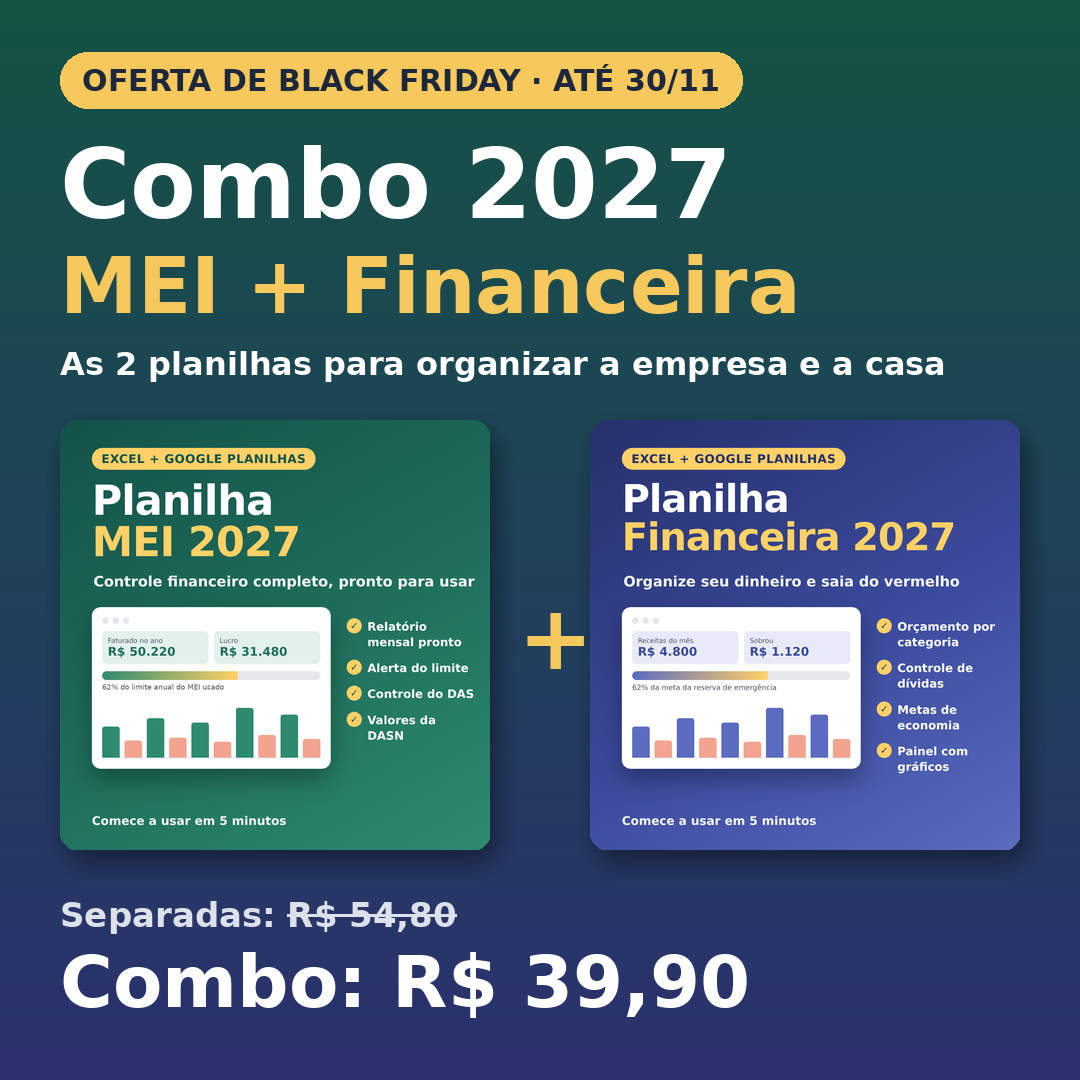 OFERTA DE BLACK FRIDAY · ATÉ 30/11
Combo 2027
MEI + Financeira
As 2 planilhas para organizar a empresa e a casa
EXCEL + GOOGLE PLANILHAS
Planilha
MEI 2027
Controle financeiro completo, pronto para usar
Faturado no ano
R$ 50.220
Lucro
R$ 31.480
62% do limite anual do MEI usado
✓ Relatório
mensal pronto
✓ Alerta do limite
✓ Controle do DAS
✓ Valores da
DASN
Comece a usar em 5 minutos
+
EXCEL + GOOGLE PLANILHAS
Planilha
Financeira 2027
Organize seu dinheiro e saia do vermelho
Receitas do mês
R$ 4.800
Sobrou
R$ 1.120
62% da meta da reserva de emergência
✓ Orçamento por
categoria
✓ Controle de
dívidas
✓ Metas de
economia
✓ Painel com
gráficos
Comece a usar em 5 minutos
Separadas: R$ 54,80
Combo: R$ 39,90